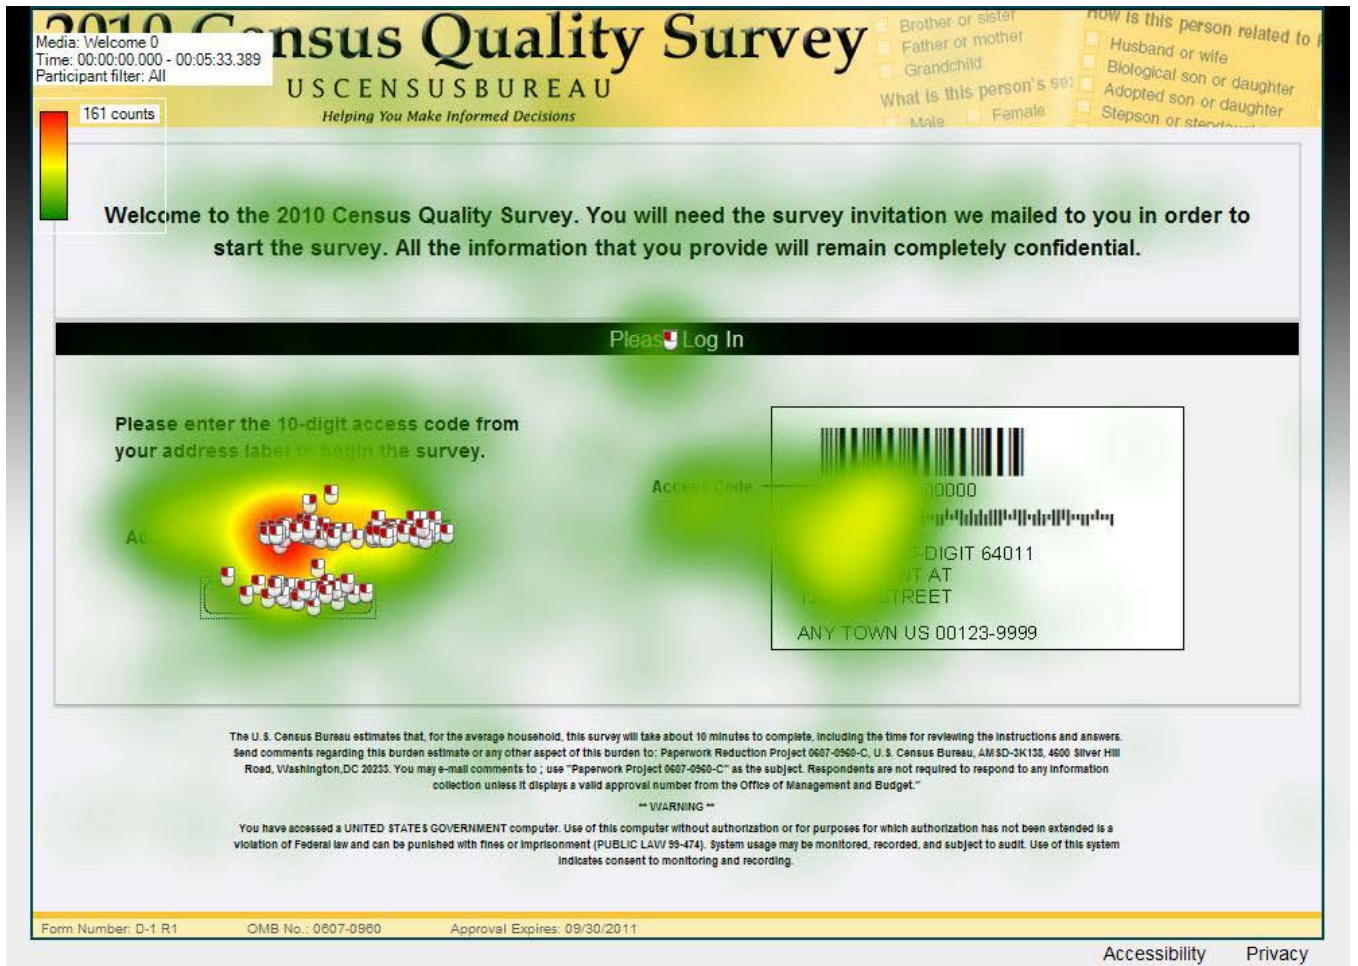 2010 Census Quality Survey
Media: Welcome 0
Time: 00:00:00.000 - 00:05:33.389
Participant filter: All
161 counts
USCENSUSBUREAU
Helping You Make Informed Decisions
Brother or sister
Father or mother
Grandchild
What is this person's sex
Male Female
How is this person related to
Husband or wife
Biological son or daughter
Adopted son or daughter
Stepson or
Welcome to the 2010 Census Quality Survey. You will need the survey invitation we mailed to you in order to
start the survey. All the information that you provide will remain completely confidential.
Please Log In
Please enter the 10-digit access code from
your address label to begin the survey.
Access Code
00000
-DIGIT 64011
AT
STREET
ANY TOWN US 00123-9999
The U.S. Census Bureau estimates that, for the average household, this survey will take about 10 minutes to complete, including the time for reviewing the instructions and answers.
Send comments regarding this burden estimate or any other aspect of this burden to: Paperwork Reduction Project 0607-0960-C, U.S. Census Bureau, AMSD-3K138, 4600 Silver Hill
Road, Washington,DC 20233. You may e-mail comments to ; use "Paperwork Project 0607-0960-C" as the subject. Respondents are not required to respond to any information
collection unless it displays a valid approval number from the Office of Management and Budget."
** WARNING **
You have accessed a UNITED STATES GOVERNMENT computer. Use of this computer without authorization or for purposes for which authorization has not been extended is a
violation of Federal law and can be punished with fines or imprisonment (PUBLIC LAW 99-474). System usage may be monitored, recorded, and subject to audit. Use of this system
indicates consent to monitoring and recording.
Form Number: D-1 R1 OMB No.: 0607-0960 Approval Expires: 09/30/2011
Accessibility Privacy